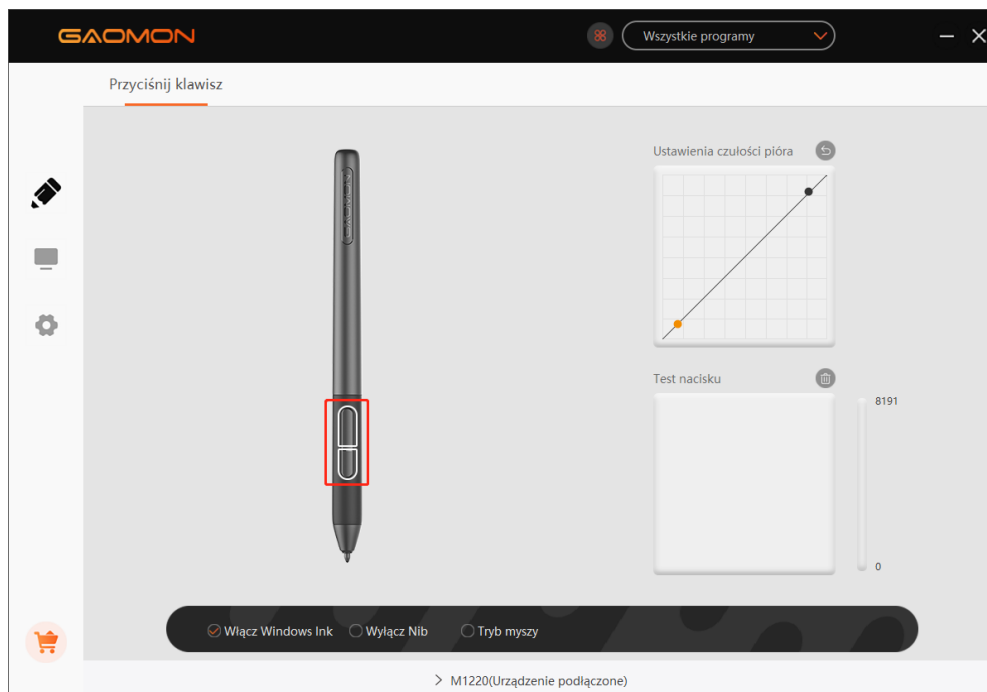 GAOMON
Wszystkie programy
Przyciśnij klawisz
Ustawienia czułości pióra
GAOMON
Test nacisku
8191
0
Włącz Windows Ink
Wyłącz Nib
Tryb myszy
M1220(Urządzenie podłączone)